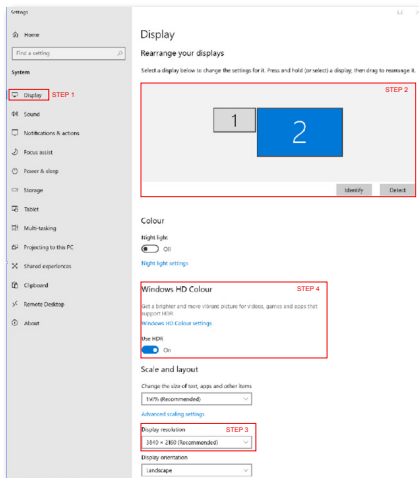 Settings
Home
Find a setting
System
Display STEP 1
Sound
Notifications & actions
Focus assist
Power & sleep
Storage
Tablet
Multi-tasking
Projecting to this PC
Shared experiences
Clipboard
Remote Desktop
About
Display
Rearrange your displays
Select a display below to change the settings for it. Press and hold (or select) a display, then drag to rearrange it.
STEP 2
1
2
Identify Detect
Colour
Night light
Off
Night light settings
Windows HD Colour STEP 4
Get a brighter and more vibrant picture for videos, games and apps that
support HDR.
Windows HD Colour settings
Use HDR
On
Scale and layout
Change the size of text, apps and other items
150% (Recommended)
Advanced scaling settings
Display resolution STEP 3
3840 × 2160 (Recommended)
Display orientation
Landscape